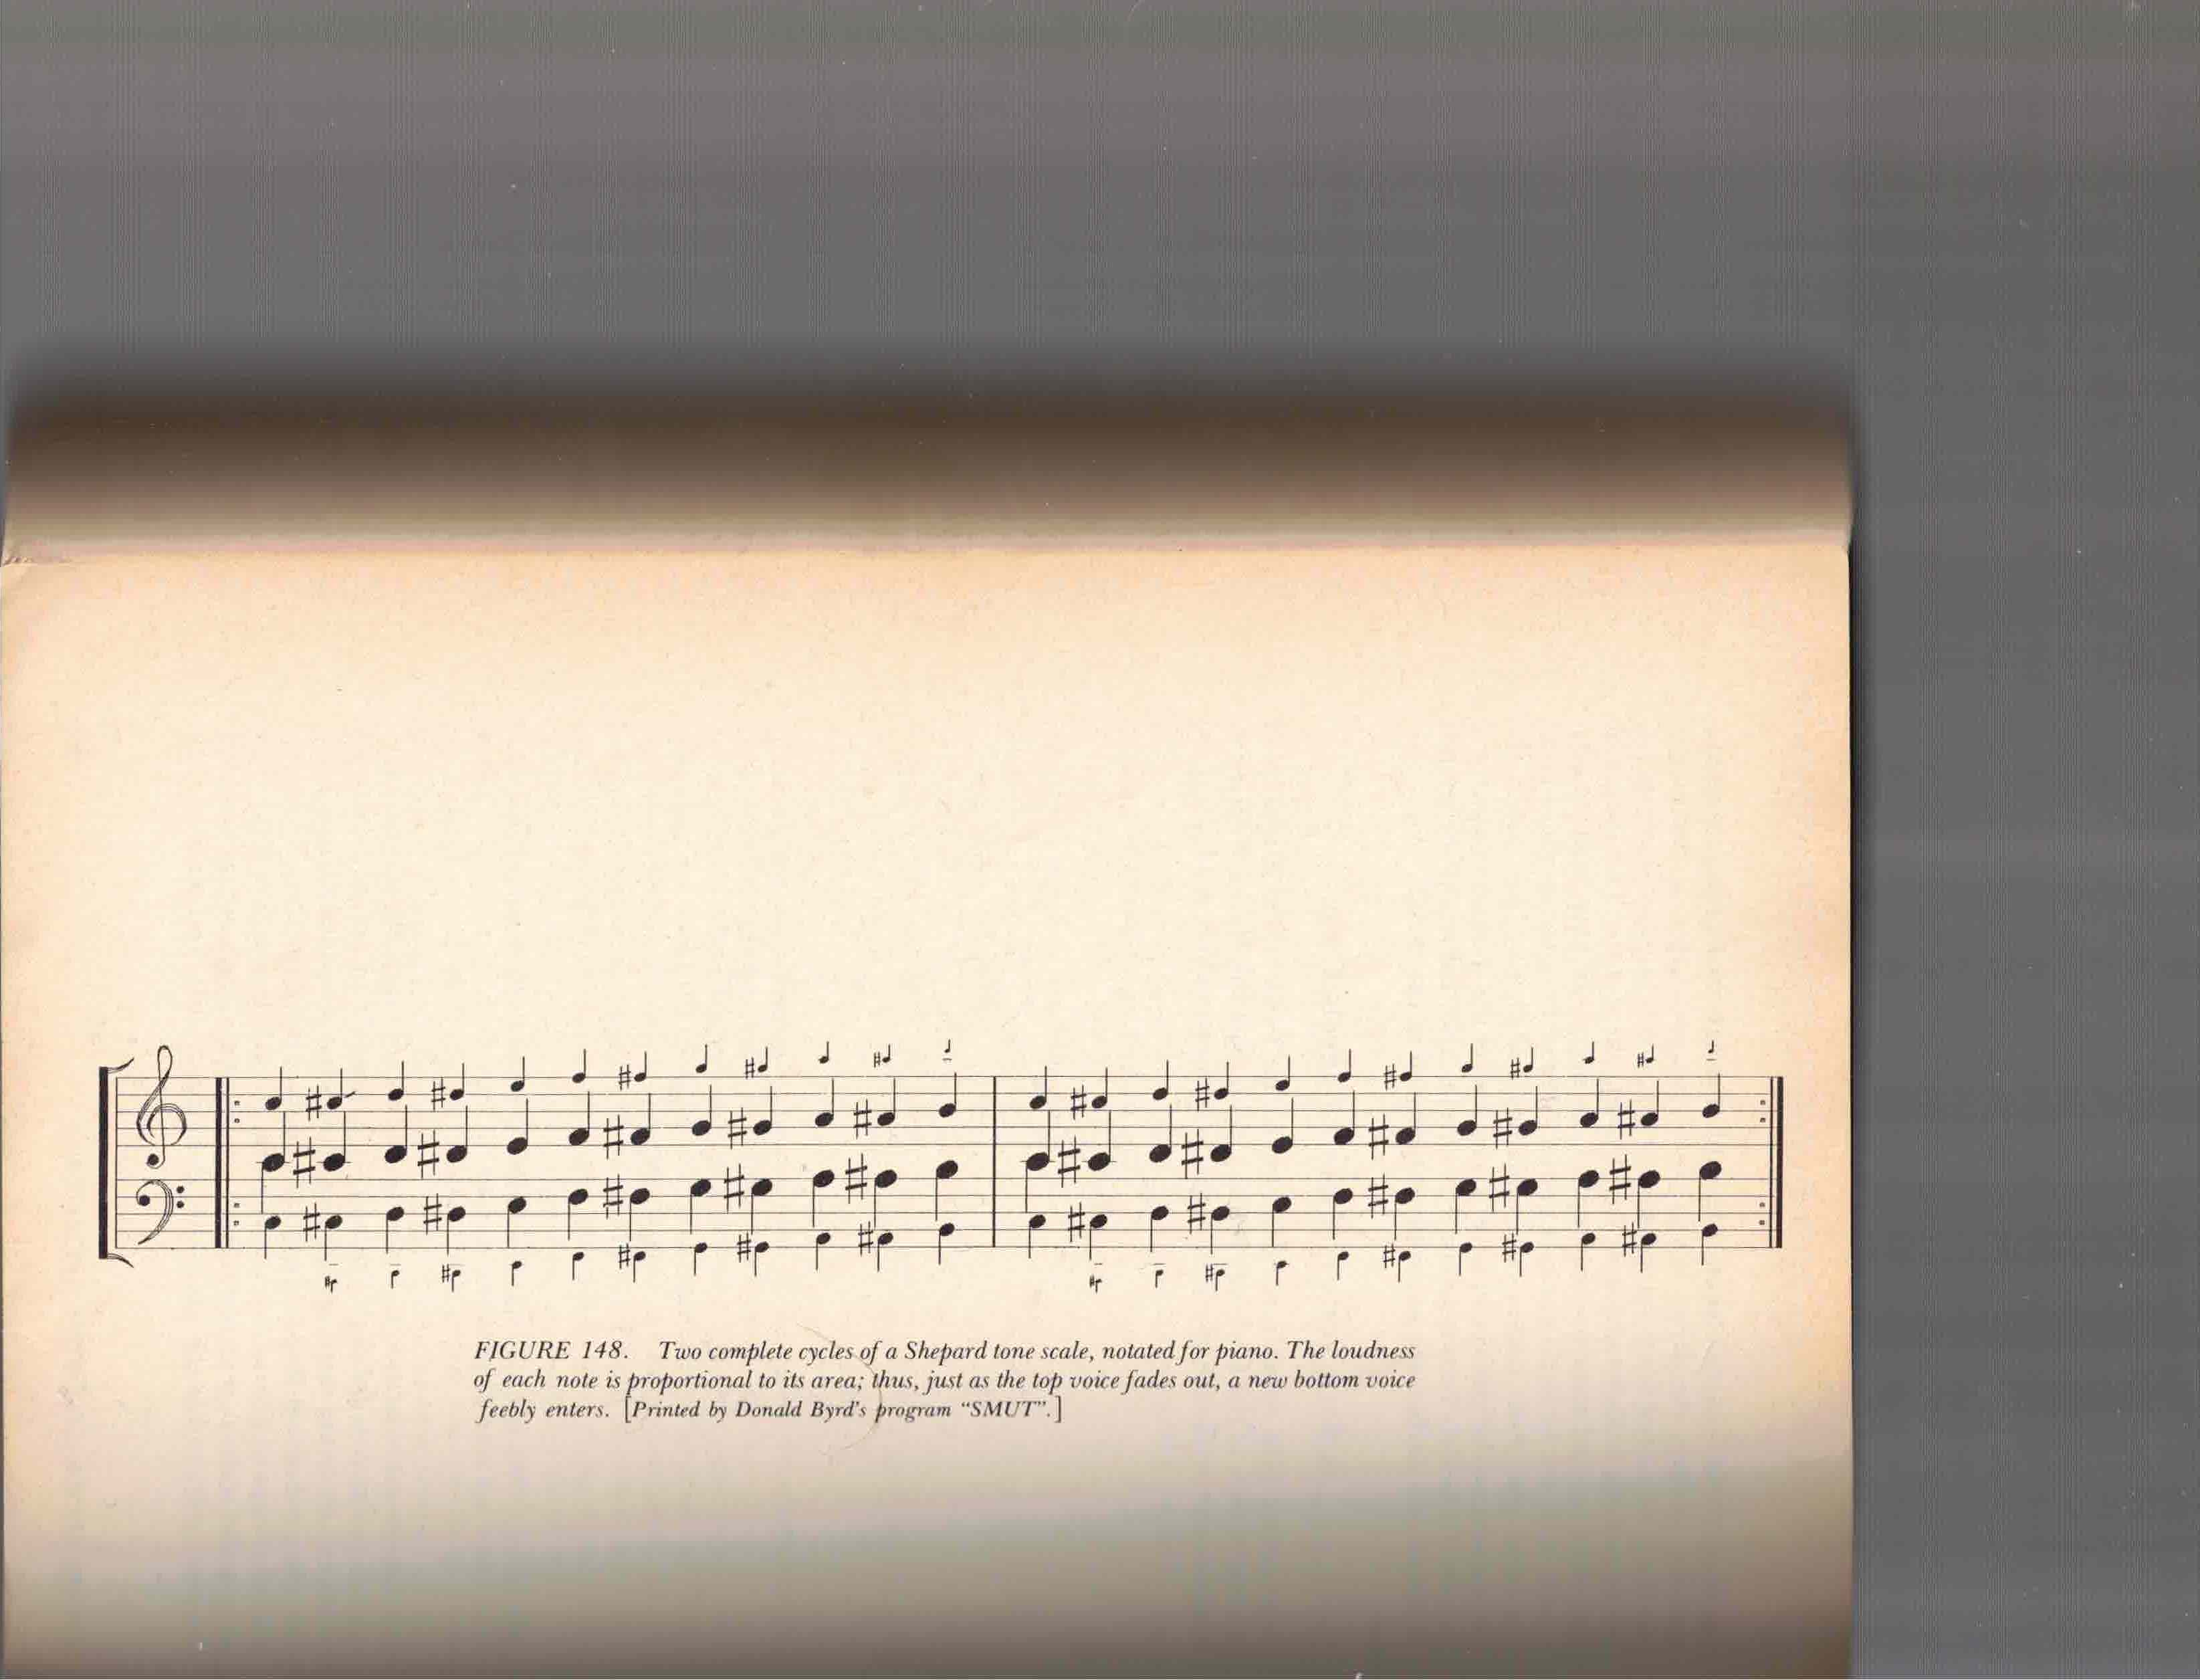 FIGURE 148. Two complete cycles of a Shepard tone scale, notated for piano. The loudness
of each note is proportional to its area; thus, just as the top voice fades out, a new bottom voice
feebly enters. [Printed by Donald Byrd's program “SMUT”.]